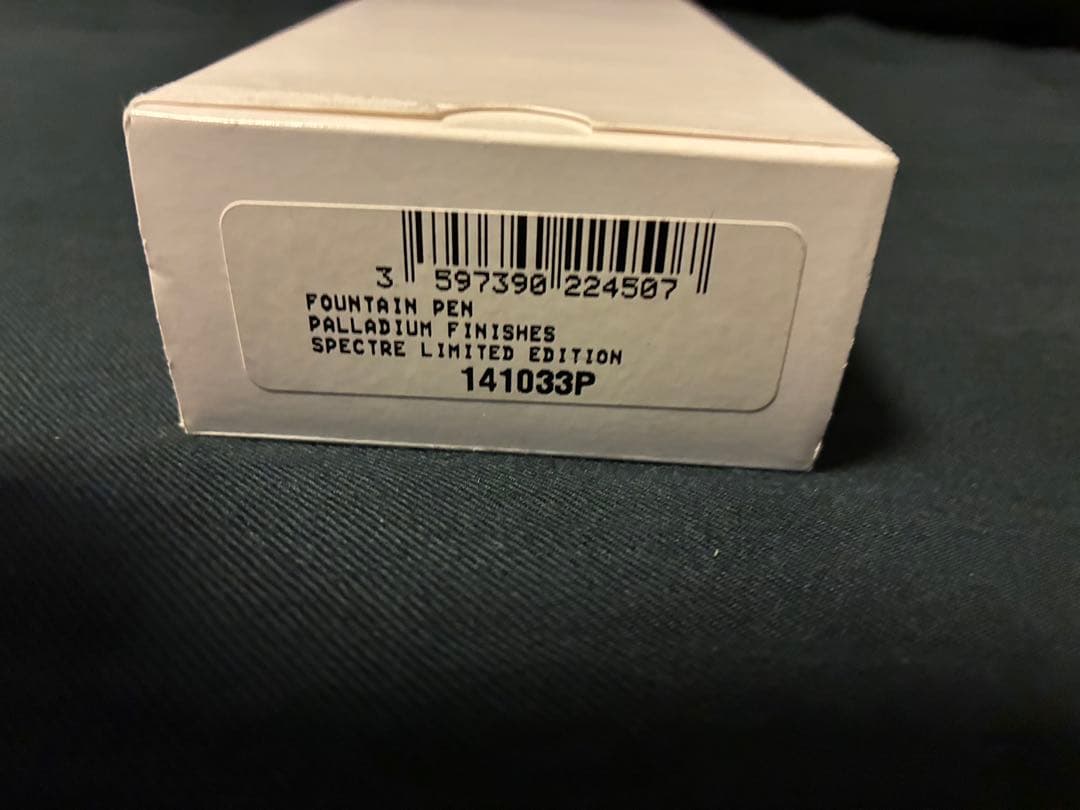 3 597390 224507
FOUNTAIN PEN
PALLADIUM FINISHES
SPECTRE LIMITED EDITION
141033P